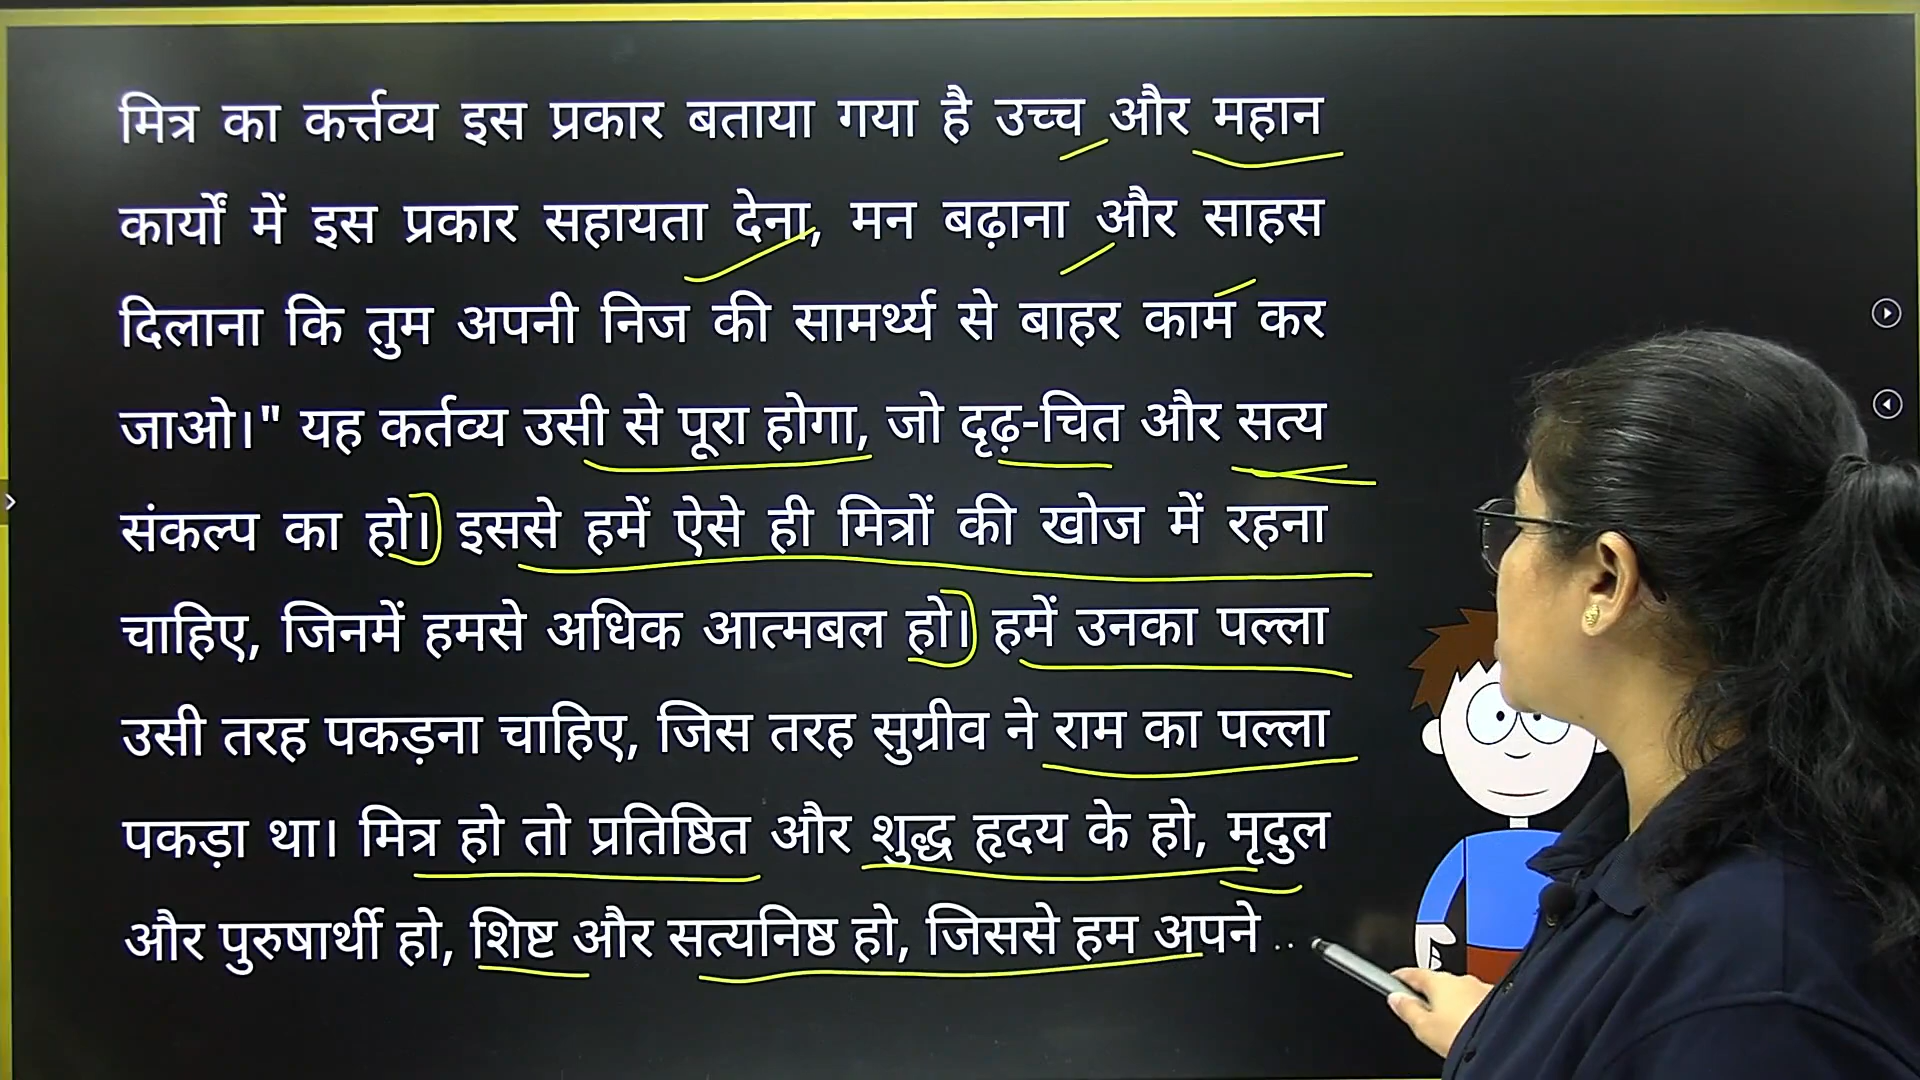 मित्र का कर्त्तव्य इस प्रकार बताया गया है उच्च और महान
कार्यों में इस प्रकार सहायता देना, मन बढ़ाना और साहस
दिलाना कि तुम अपनी निज की सामर्थ्य से बाहर काम कर
जाओ।" यह कर्तव्य उसी से पूरा होगा, जो दृढ़-चित और सत्य
संकल्प का हो। इससे हमें ऐसे ही मित्रों की खोज में रहना
चाहिए, जिनमें हमसे अधिक आत्मबल हो। हमें उनका पल्ला
उसी तरह पकड़ना चाहिए, जिस तरह सुग्रीव ने राम का पल्ला
पकड़ा था। मित्र हो तो प्रतिष्ठित और शुद्ध हृदय के हो, मृदुल
और पुरुषार्थी हो, शिष्ट और सत्यनिष्ठ हो, जिससे हम अपने ..